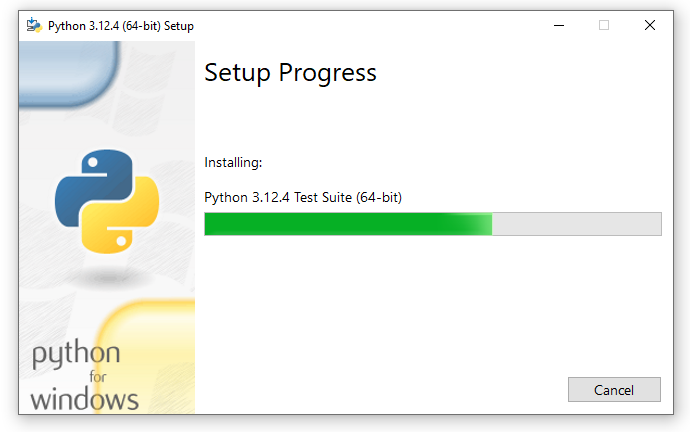 Python 3.12.4 (64-bit) Setup
Setup Progress
Installing:
Python 3.12.4 Test Suite (64-bit)
python
for
windows
Cancel